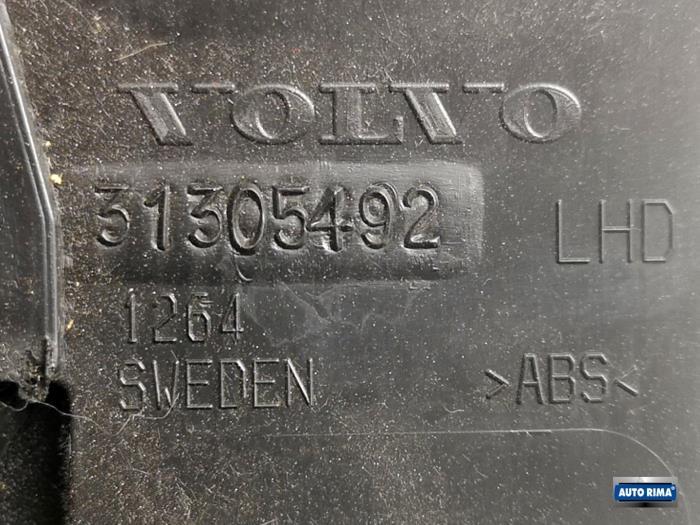 VOLVO
31305492 LHD
1264
SWEDEN >ABS<
AUTO RIMA®